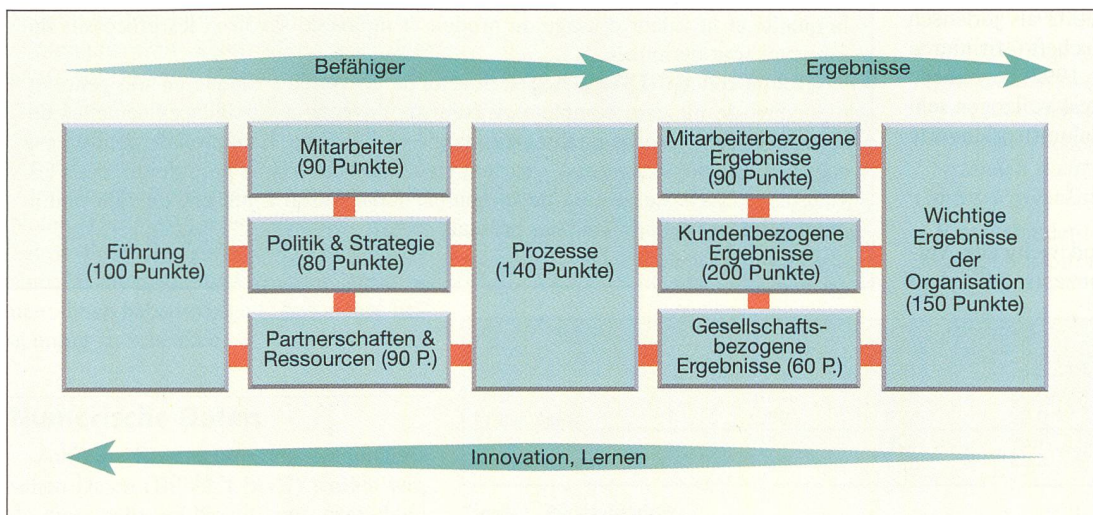 Befähiger
Ergebnisse
Führung
(100 Punkte)
Mitarbeiter
(90 Punkte)
Politik & Strategie
(80 Punkte)
Partnerschaften &
Ressourcen (90 P.)
Prozesse
(140 Punkte)
Mitarbeiterbezogene
Ergebnisse
(90 Punkte)
Kundenbezogene
Ergebnisse
(200 Punkte)
Gesellschafts-
bezogene
Ergebnisse (60 P.)
Wichtige
Ergebnisse
der
Organisation
(150 Punkte)
Innovation, Lernen